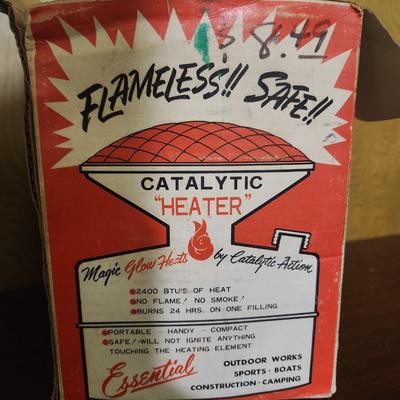 $ 8.49
FLAMELESS!! SAFE!!
CATALYTIC
"HEATER"
Magic Glow Heats by Catalytic Action
●2400 BTU'S OF HEAT
●NO FLAME! NO SMOKE!
●BURNS 24 HRS. ON ONE FILLING
●PORTABLE - HANDY - COMPACT
●SAFE! WILL NOT IGNITE ANYTHING
TOUCHING THE HEATING ELEMENT
Essential OUTDOOR WORKS
SPORTS · BOATS
CONSTRUCTION · CAMPING